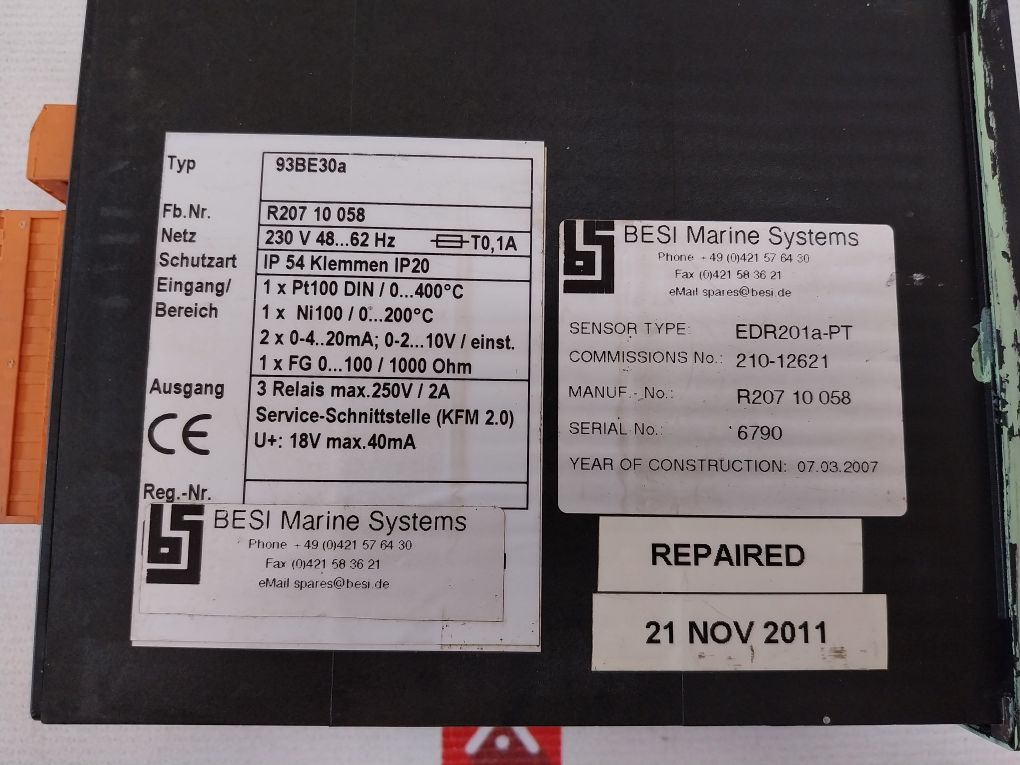 Typ 93BE30a
Fb.Nr. R207 10 058
Netz 230 V 48...62 Hz T0,1A
Schutzart IP 54 Klemmen IP20
Eingang/ 1 x Pt100 DIN / 0...400°C
Bereich 1 x Ni100 / 0...200°C
2 x 0-4..20mA; 0-2...10V / einst.
1 x FG 0...100 / 1000 Ohm
Ausgang 3 Relais max.250V / 2A
Service-Schnittstelle (KFM 2.0)
CE U+: 18V max.40mA
Reg.-Nr.
bs BESI Marine Systems
Phone + 49 (0)421 57 64 30
Fax (0)421 58 36 21
eMail spares@besi.de
bs BESI Marine Systems
Phone + 49 (0)421 57 64 30
Fax (0)421 58 36 21
eMail spares@besi.de
SENSOR TYPE: EDR201a-PT
COMMISSIONS No.: 210-12621
MANUF.- No.: R207 10 058
SERIAL No.: 6790
YEAR OF CONSTRUCTION: 07.03.2007
REPAIRED
21 NOV 2011